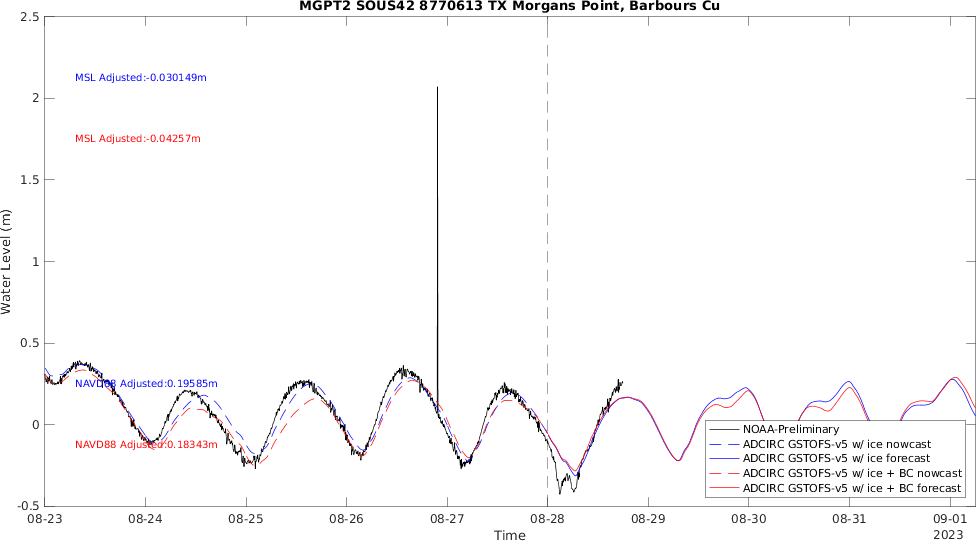 MGPT2 SOUS42 8770613 TX Morgans Point, Barbours Cu
2.5
MSL Adjusted:-0.030149m
2
MSL Adjusted:-0.04257m
1.5
Water Level (m)
1
0.5
NAVD88 Adjusted:0.19585m
0
NAVD88 Adjusted:0.18343m
NOAA-Preliminary
ADCIRC GSTOFS-v5 w/ ice nowcast
ADCIRC GSTOFS-v5 w/ ice forecast
ADCIRC GSTOFS-v5 w/ ice + BC nowcast
ADCIRC GSTOFS-v5 w/ ice + BC forecast
-0.5
08-23 08-24 08-25 08-26 08-27 08-28 08-29 08-30 08-31 09-01
Time
2023